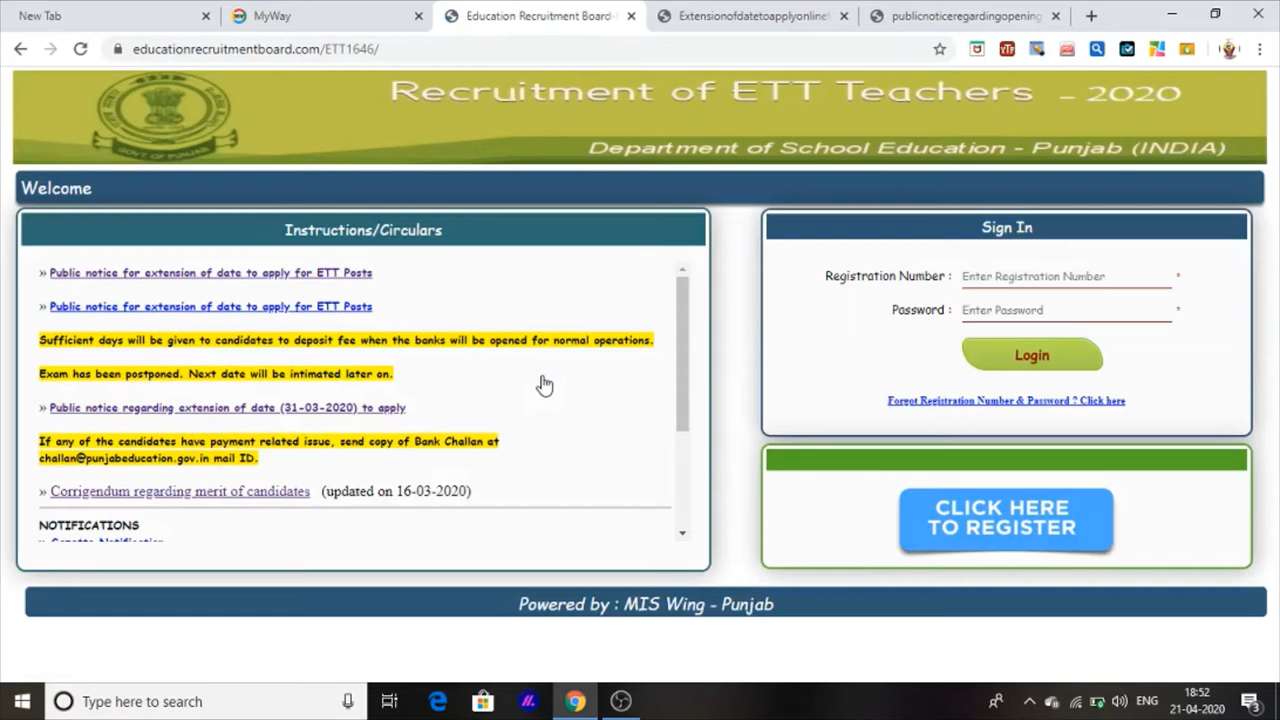 New Tab
MyWay
Education Recruitment Board-
Extensionofdatetoapplyonline
publicnoticeregardingopening
educationrecruitmentboard.com/ETT1646/
Recruitment of ETT Teachers - 2020
Department of School Education - Punjab (INDIA)
Welcome
Instructions/Circulars
» Public notice for extension of date to apply for ETT Posts
» Public notice for extension of date to apply for ETT Posts
Sufficient days will be given to candidates to deposit fee when the banks will be opened for normal operations.
Exam has been postponed. Next date will be intimated later on.
» Public notice regarding extension of date (31-03-2020) to apply
If any of the candidates have payment related issue, send copy of Bank Challan at
challan@punjabeducation.gov.in mail ID.
» Corrigendum regarding merit of candidates (updated on 16-03-2020)
NOTIFICATIONS
» Gazette Notification
Sign In
Registration Number : Enter Registration Number *
Password : Enter Password *
Login
Forgot Registration Number & Password ? Click here
CLICK HERE
TO REGISTER
Powered by : MIS Wing - Punjab
Type here to search
ENG
18:52
21-04-2020